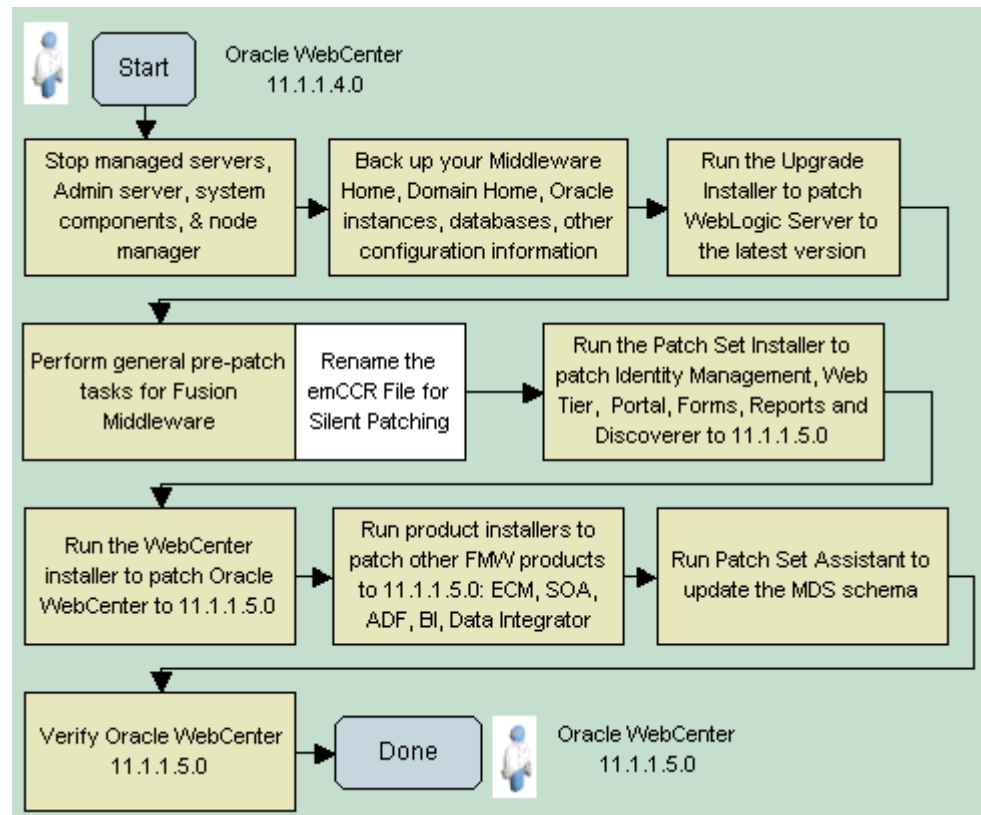 Start
Oracle WebCenter
11.1.1.4.0
Stop managed servers,
Admin server, system
components, & node
manager
Back up your Middleware
Home, Domain Home, Oracle
instances, databases, other
configuration information
Run the Upgrade
Installer to patch
WebLogic Server to
the latest version
Perform general pre-patch
tasks for Fusion
Middleware
Rename the
emCCR File for
Silent Patching
Run the Patch Set Installer to
patch Identity Management, Web
Tier, Portal, Forms, Reports and
Discoverer to 11.1.1.5.0
Run the WebCenter
installer to patch Oracle
WebCenter to 11.1.1.5.0
Run product installers to
patch other FMW products
to 11.1.1.5.0: ECM, SOA,
ADF, BI, Data Integrator
Run Patch Set Assistant to
update the MDS schema
Verify Oracle WebCenter
11.1.1.5.0
Done
Oracle WebCenter
11.1.1.5.0